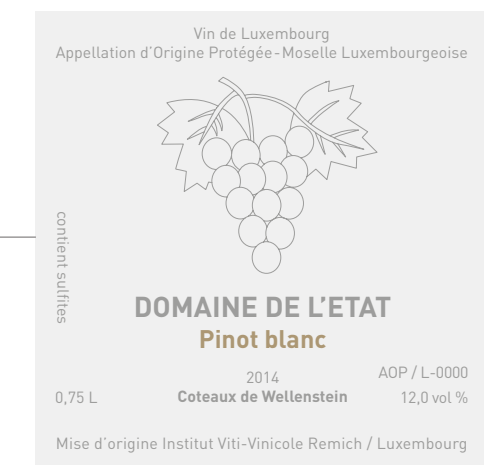 Vin de Luxembourg
Appellation d'Origine Protégée - Moselle Luxembourgeoise
contient sulfites
DOMAINE DE L'ETAT
Pinot blanc
2014
AOP / L-0000
0,75 L
Coteaux de Wellenstein
12,0 vol %
Mise d'origine Institut Viti-Vinicole Remich / Luxembourg